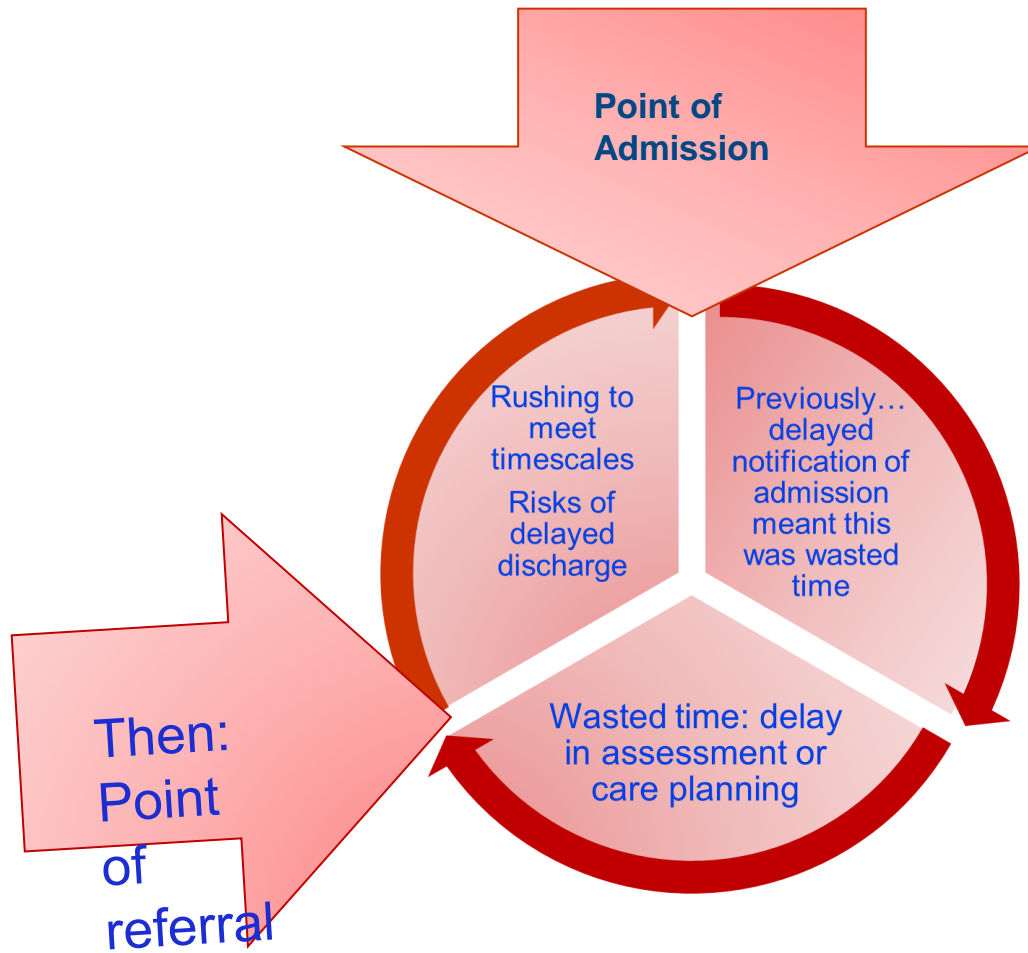 Point of
Admission
Rushing to
meet
timescales
Risks of
delayed
discharge
Previously…
delayed
notification of
admission
meant this
was wasted
time
Wasted time: delay
in assessment or
care planning
Then:
Point
of
referral